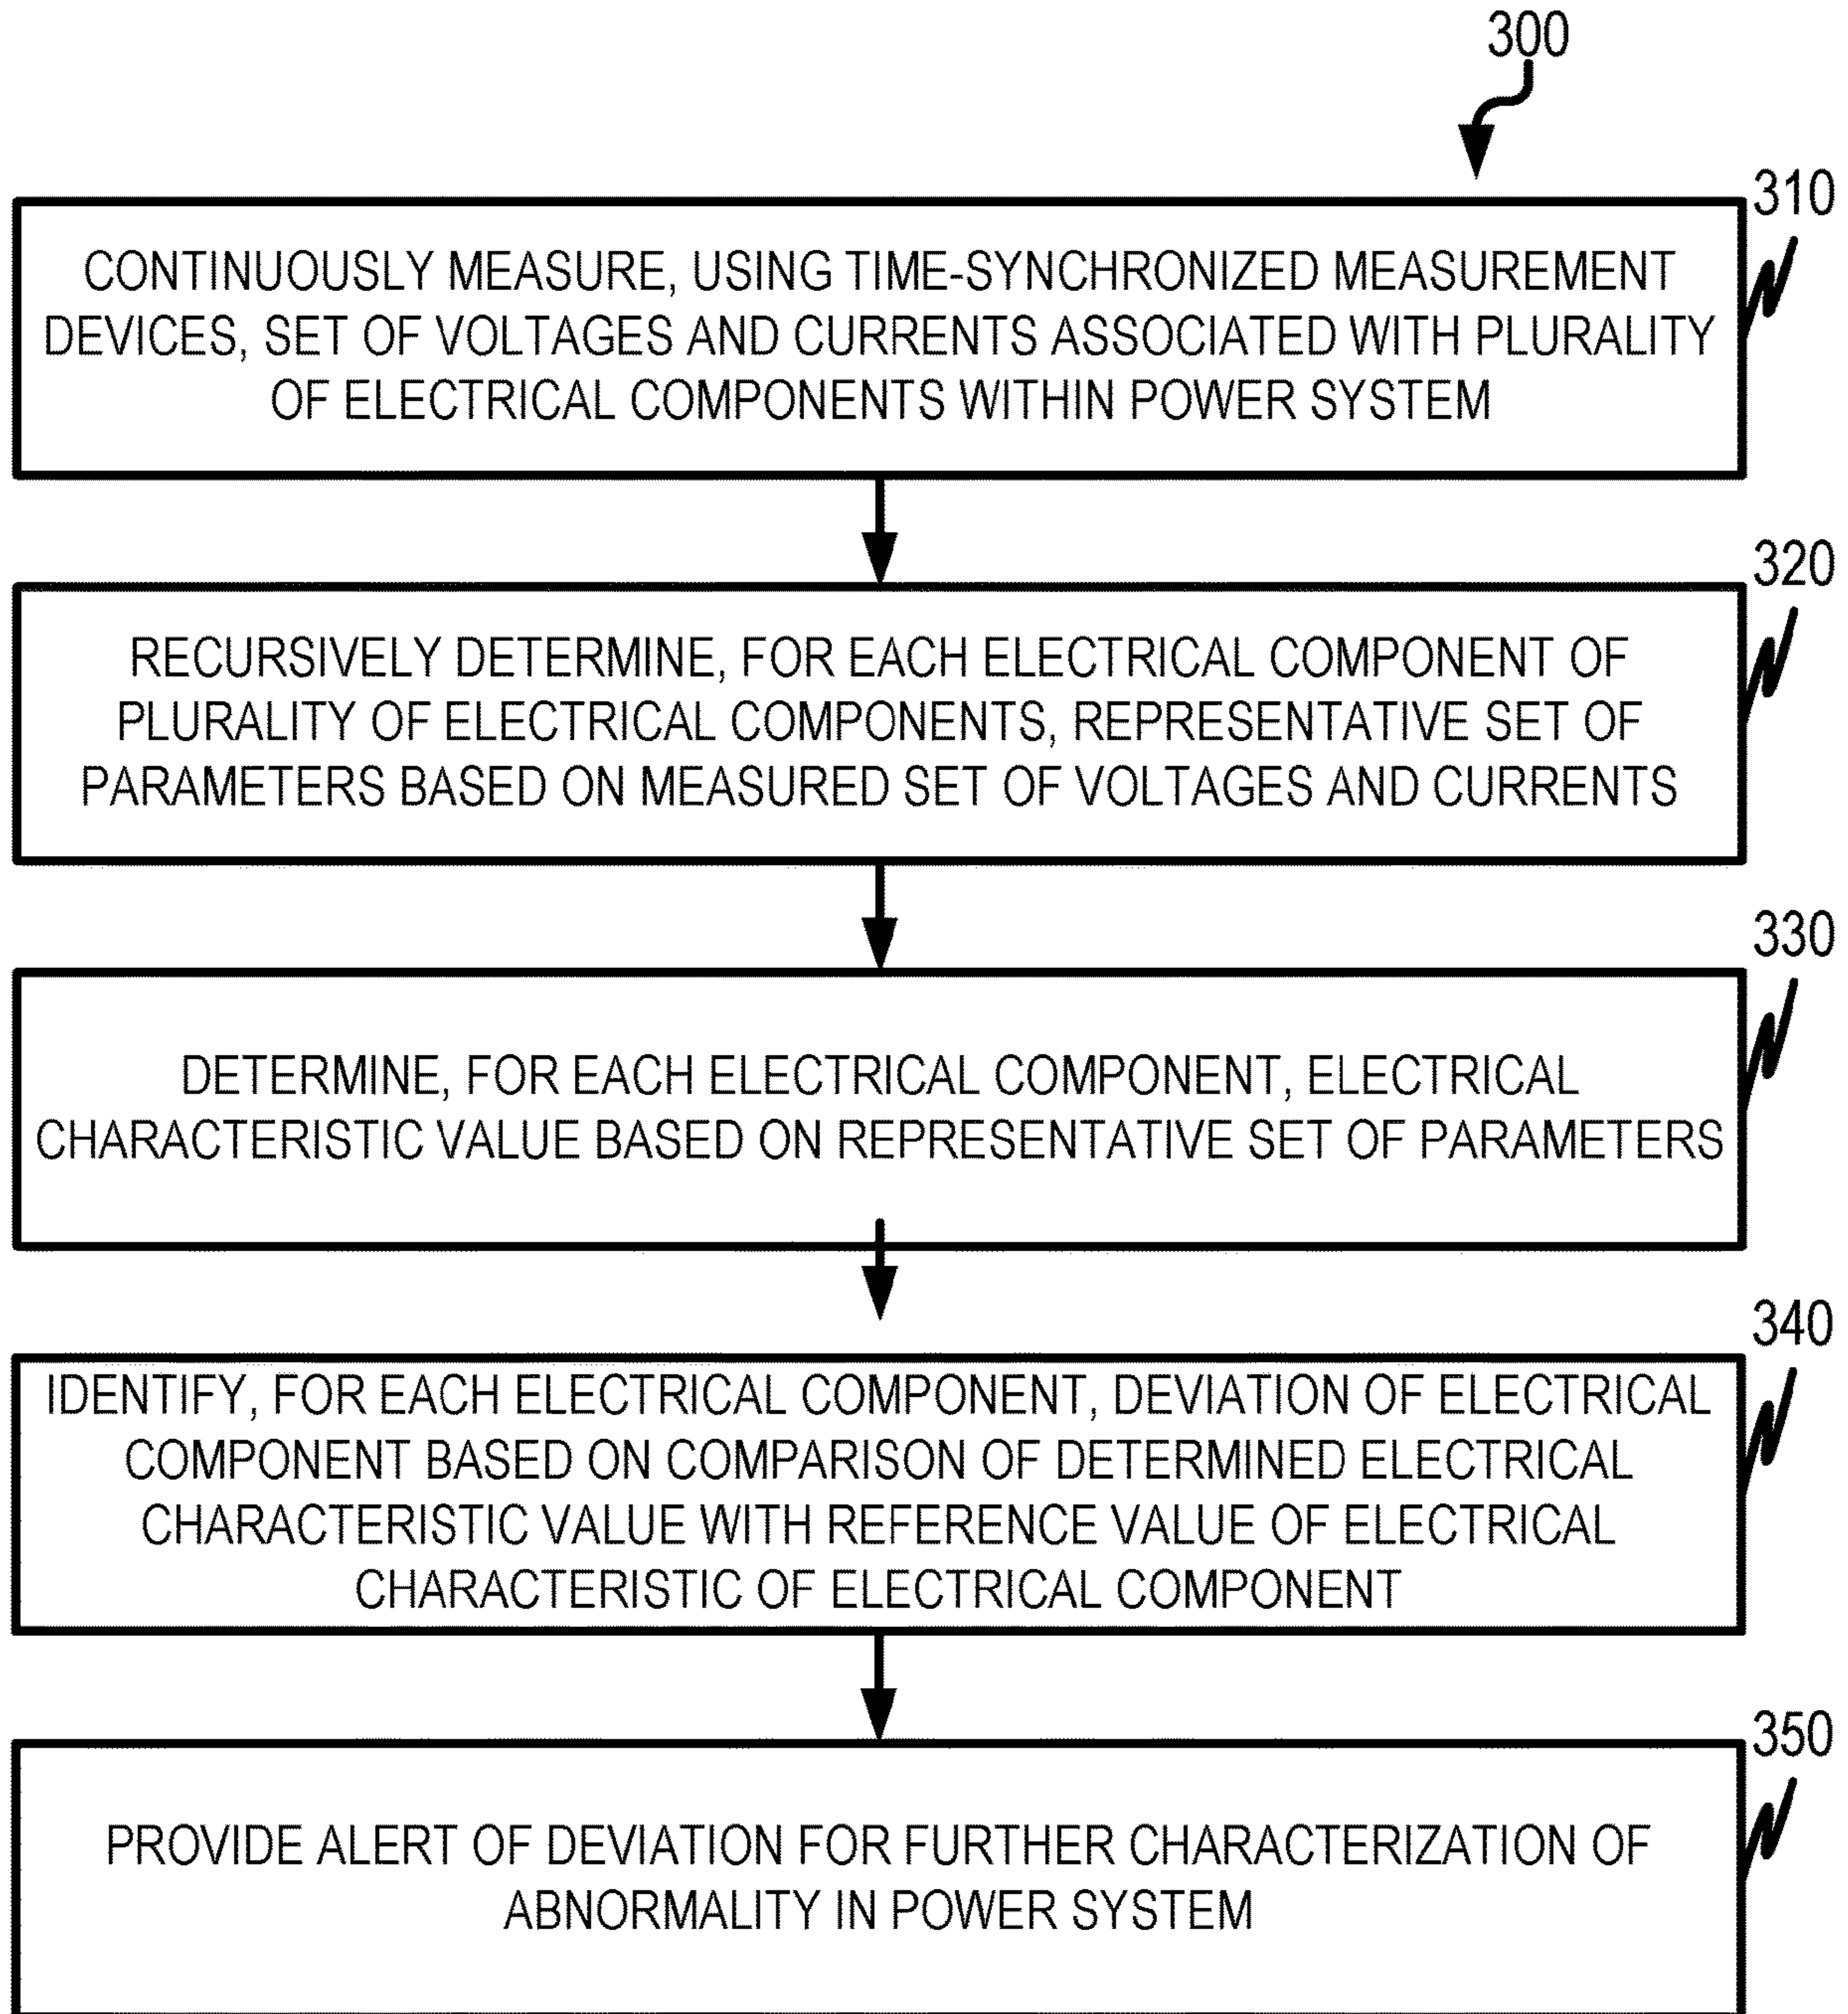 300
310
CONTINUOUSLY MEASURE, USING TIME-SYNCHRONIZED MEASUREMENT
DEVICES, SET OF VOLTAGES AND CURRENTS ASSOCIATED WITH PLURALITY
OF ELECTRICAL COMPONENTS WITHIN POWER SYSTEM
320
RECURSIVELY DETERMINE, FOR EACH ELECTRICAL COMPONENT OF
PLURALITY OF ELECTRICAL COMPONENTS, REPRESENTATIVE SET OF
PARAMETERS BASED ON MEASURED SET OF VOLTAGES AND CURRENTS
330
DETERMINE, FOR EACH ELECTRICAL COMPONENT, ELECTRICAL
CHARACTERISTIC VALUE BASED ON REPRESENTATIVE SET OF PARAMETERS
340
IDENTIFY, FOR EACH ELECTRICAL COMPONENT, DEVIATION OF ELECTRICAL
COMPONENT BASED ON COMPARISON OF DETERMINED ELECTRICAL
CHARACTERISTIC VALUE WITH REFERENCE VALUE OF ELECTRICAL
CHARACTERISTIC OF ELECTRICAL COMPONENT
350
PROVIDE ALERT OF DEVIATION FOR FURTHER CHARACTERIZATION OF
ABNORMALITY IN POWER SYSTEM